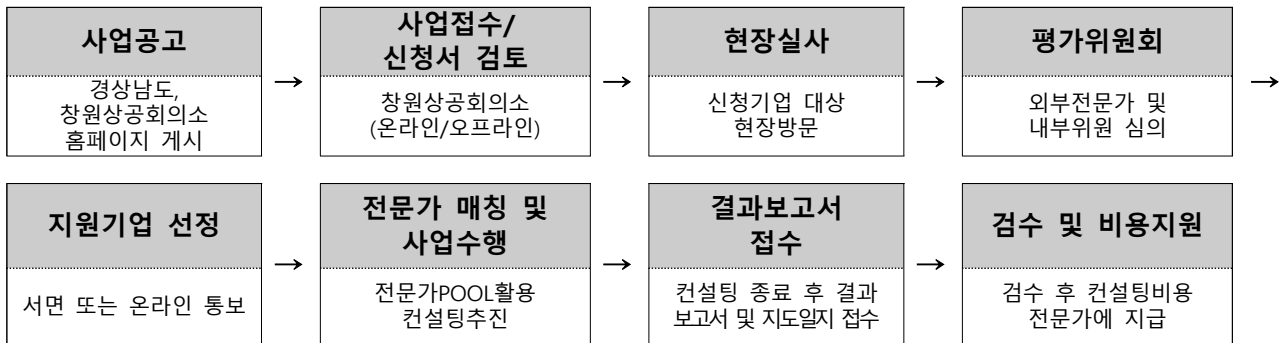 사업공고
경상남도,
창원상공회의소
홈페이지 게시
→
사업접수/
신청서 검토
창원상공회의소
(온라인/오프라인)
→
현장실사
신청기업 대상
현장방문
→
평가위원회
외부전문가 및
내부위원 심의
→
지원기업 선정
서면 또는 온라인 통보
→
전문가 매칭 및
사업수행
전문가POOL활용
컨설팅추진
→
결과보고서
접수
컨설팅 종료 후 결과
보고서 및 지도일지 접수
→
검수 및 비용지원
검수 후 컨설팅비용
전문가에 지급